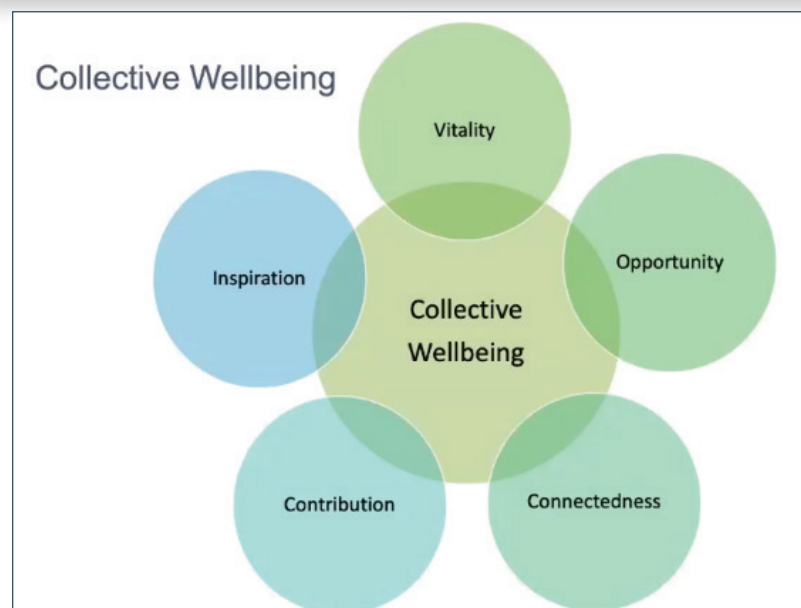 Collective Wellbeing
Vitality
Opportunity
Inspiration
Collective
Wellbeing
Contribution
Connectedness